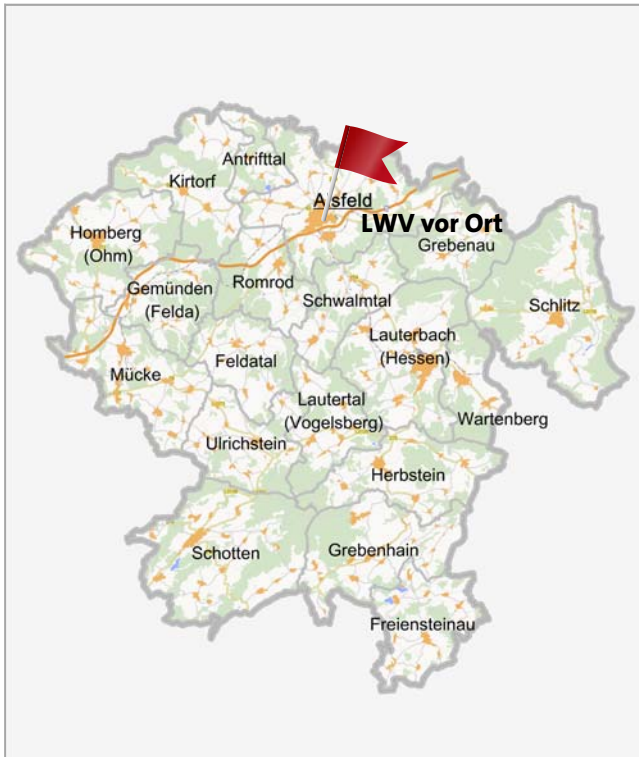 Antrifttal
Kirtorf
Alsfeld
LWV vor Ort
Homberg
(Ohm)
Grebenau
Gemünden
(Felda)
Romrod
Schwalmtal
Schlitz
Lauterbach
(Hessen)
Feldatal
Mücke
Lautertal
(Vogelsberg)
Wartenberg
Ulrichstein
Herbstein
Schotten
Grebenhain
Freiensteinau